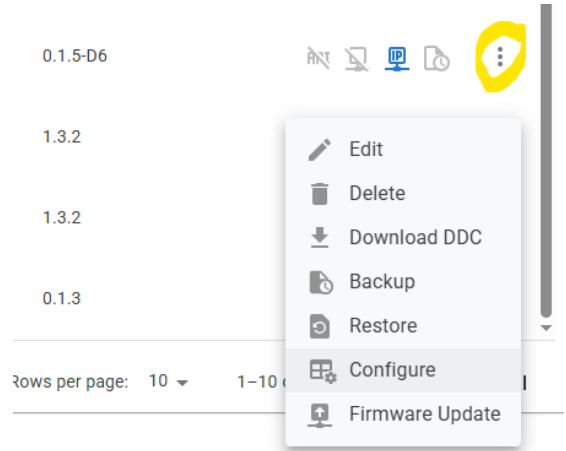 0.1.5-D6
IP
1.3.2
Edit
Delete
1.3.2
Download DDC
Backup
0.1.3
Restore
Rows per page: 10
1–10
Configure
Firmware Update